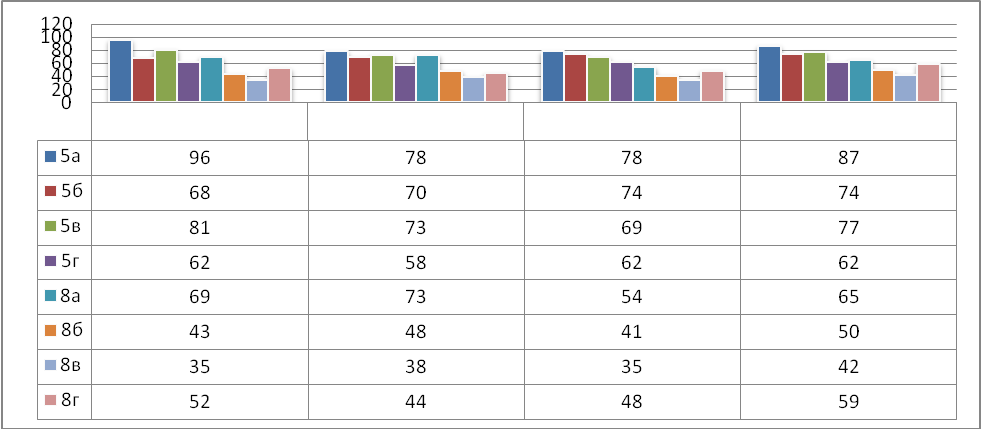 120
100
80
60
40
20
0
5а 96 78 78 87
5б 68 70 74 74
5в 81 73 69 77
5г 62 58 62 62
8а 69 73 54 65
8б 43 48 41 50
8в 35 38 35 42
8г 52 44 48 59